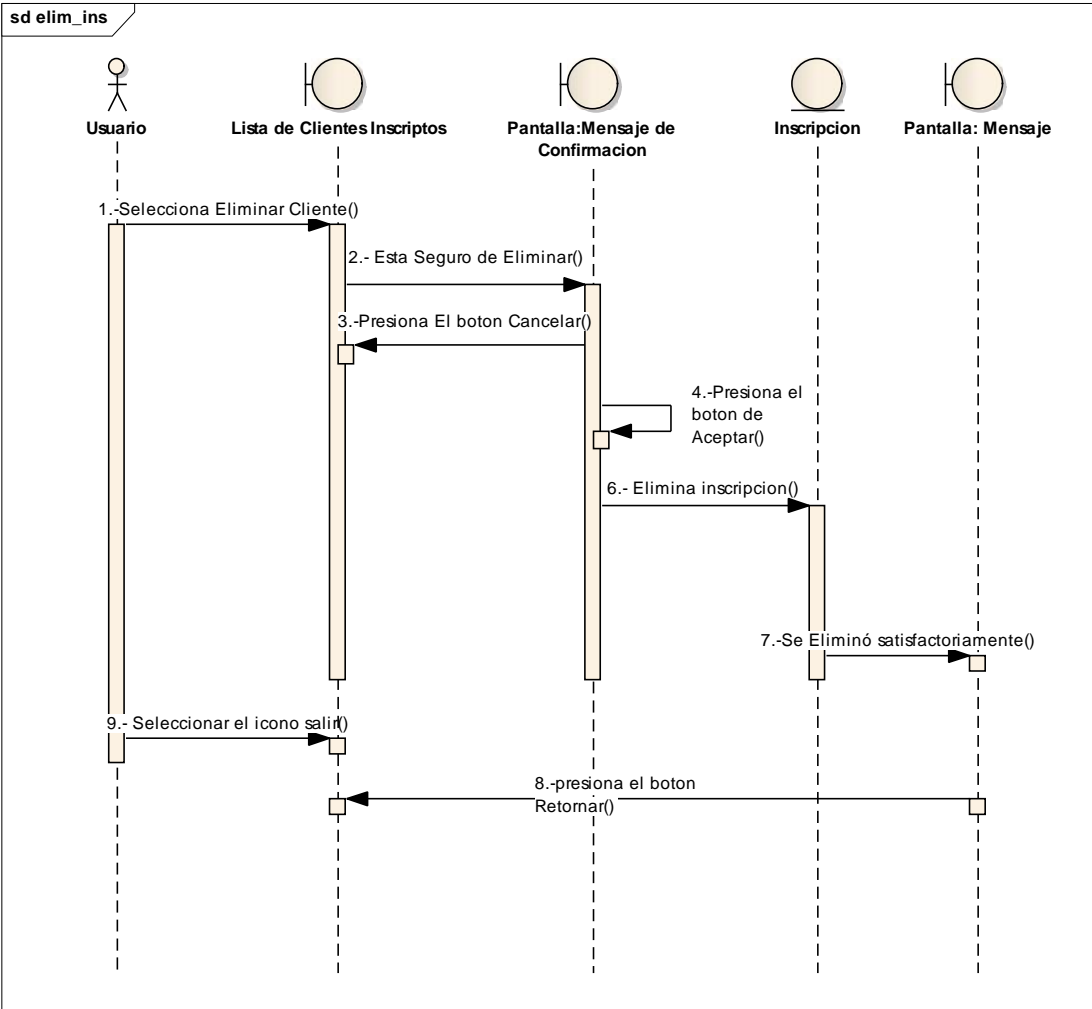 sd elim_ins
Usuario
Lista de Clientes Inscriptos
Pantalla:Mensaje de
Confirmacion
Inscripcion
Pantalla: Mensaje
1.-Selecciona Eliminar Cliente()
2.- Esta Seguro de Eliminar()
3.-Presiona El boton Cancelar()
4.-Presiona el
boton de
Aceptar()
6.- Elimina inscripcion()
7.-Se Eliminó satisfactoriamente()
9.- Seleccionar el icono salir()
8.-presiona el boton
Retornar()